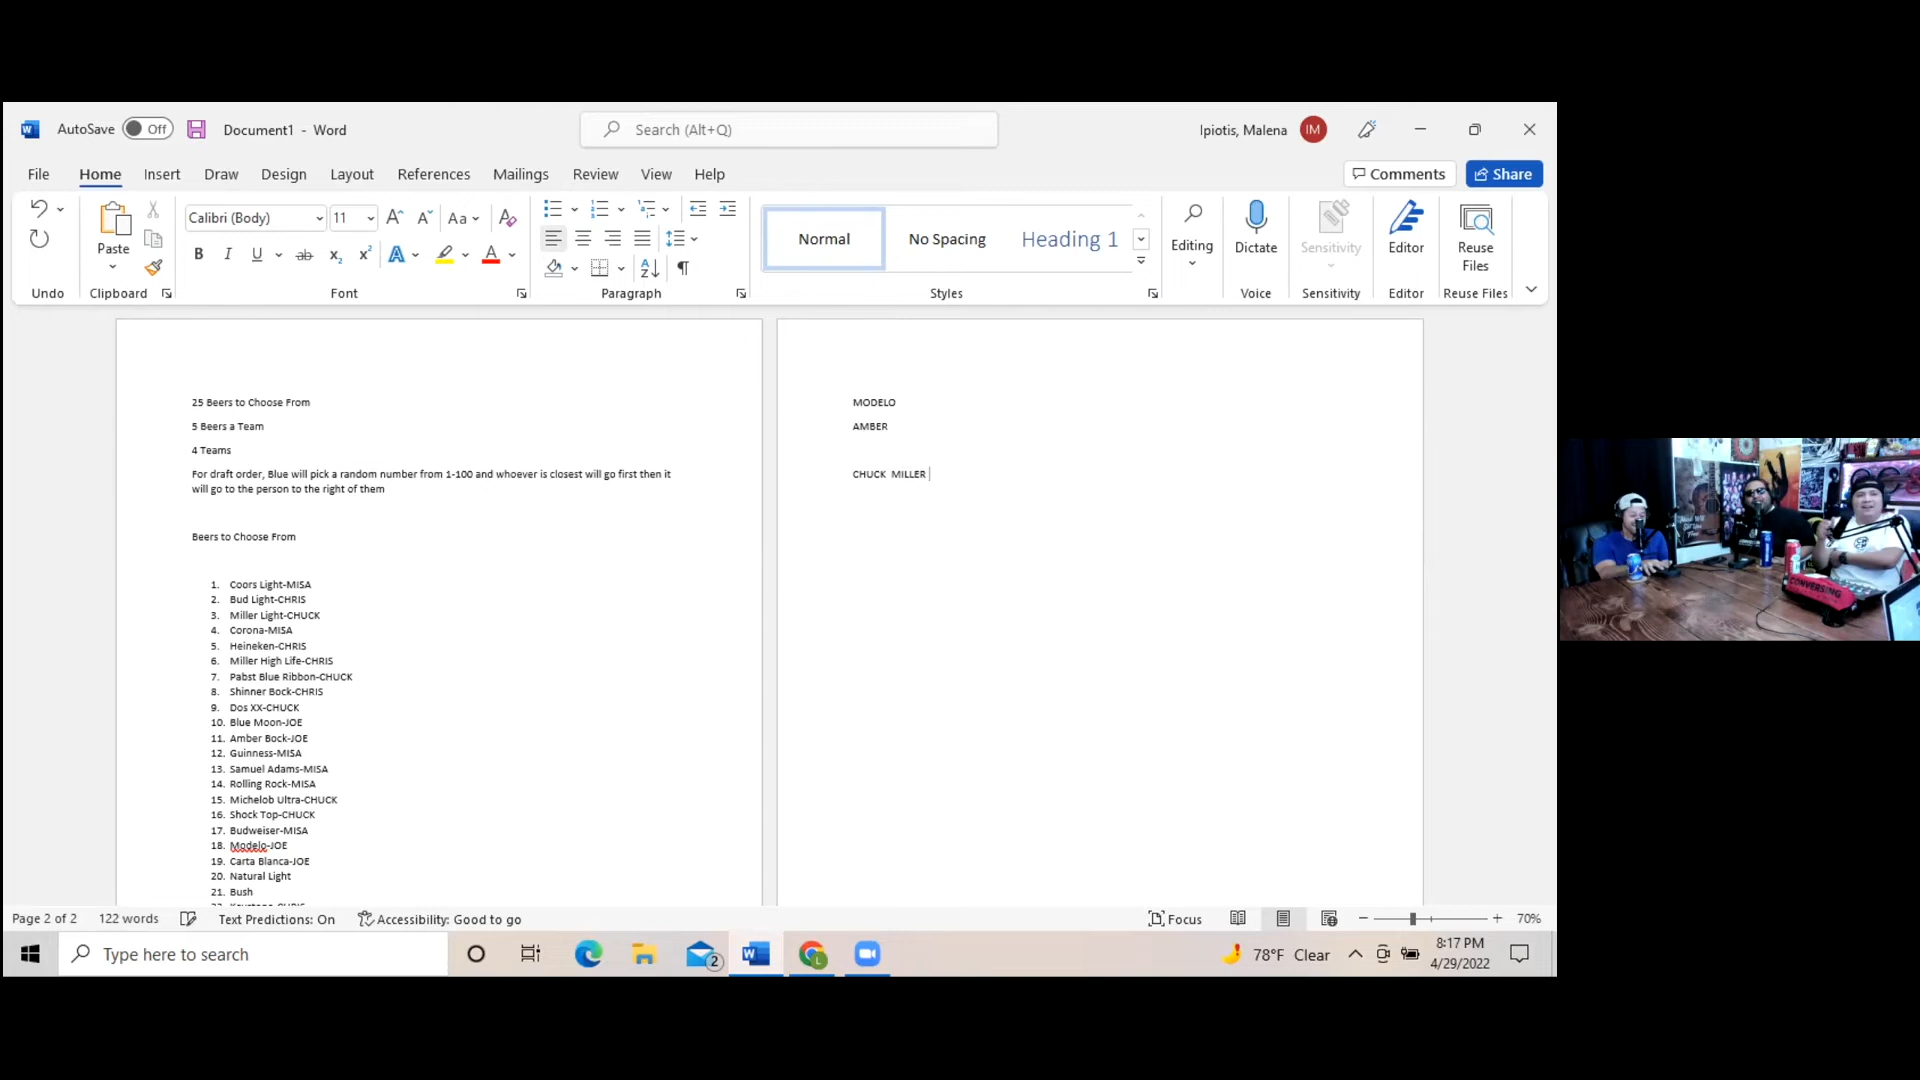 AutoSave Off Document1 - Word Search (Alt+Q) Ipiotis, Malena IM
File Home Insert Draw Design Layout References Mailings Review View Help Comments Share
Calibri (Body) 11
Normal No Spacing Heading 1
Paste Editing Dictate Sensitivity Editor Reuse Files
Undo Clipboard Font Paragraph Styles Voice Sensitivity Editor Reuse Files
25 Beers to Choose From
5 Beers a Team
4 Teams
For draft order, Blue will pick a random number from 1-100 and whoever is closest will go first then it
will go to the person to the right of them
Beers to Choose From
1. Coors Light-MISA
2. Bud Light-CHRIS
3. Miller Light-CHUCK
4. Corona-MISA
5. Heineken-CHRIS
6. Miller High Life-CHRIS
7. Pabst Blue Ribbon-CHUCK
8. Shinner Bock-CHRIS
9. Dos XX-CHUCK
10. Blue Moon-JOE
11. Amber Bock-JOE
12. Guinness-MISA
13. Samuel Adams-MISA
14. Rolling Rock-MISA
15. Michelob Ultra-CHUCK
16. Shock Top-CHUCK
17. Budweiser-MISA
18. Modelo-JOE
19. Carta Blanca-JOE
20. Natural Light
21. Bush
MODELO
AMBER
CHUCK MILLER
CONVERSING
Page 2 of 2 122 words Text Predictions: On Accessibility: Good to go Focus 70%
Type here to search 2 78°F Clear 8:17 PM
4/29/2022